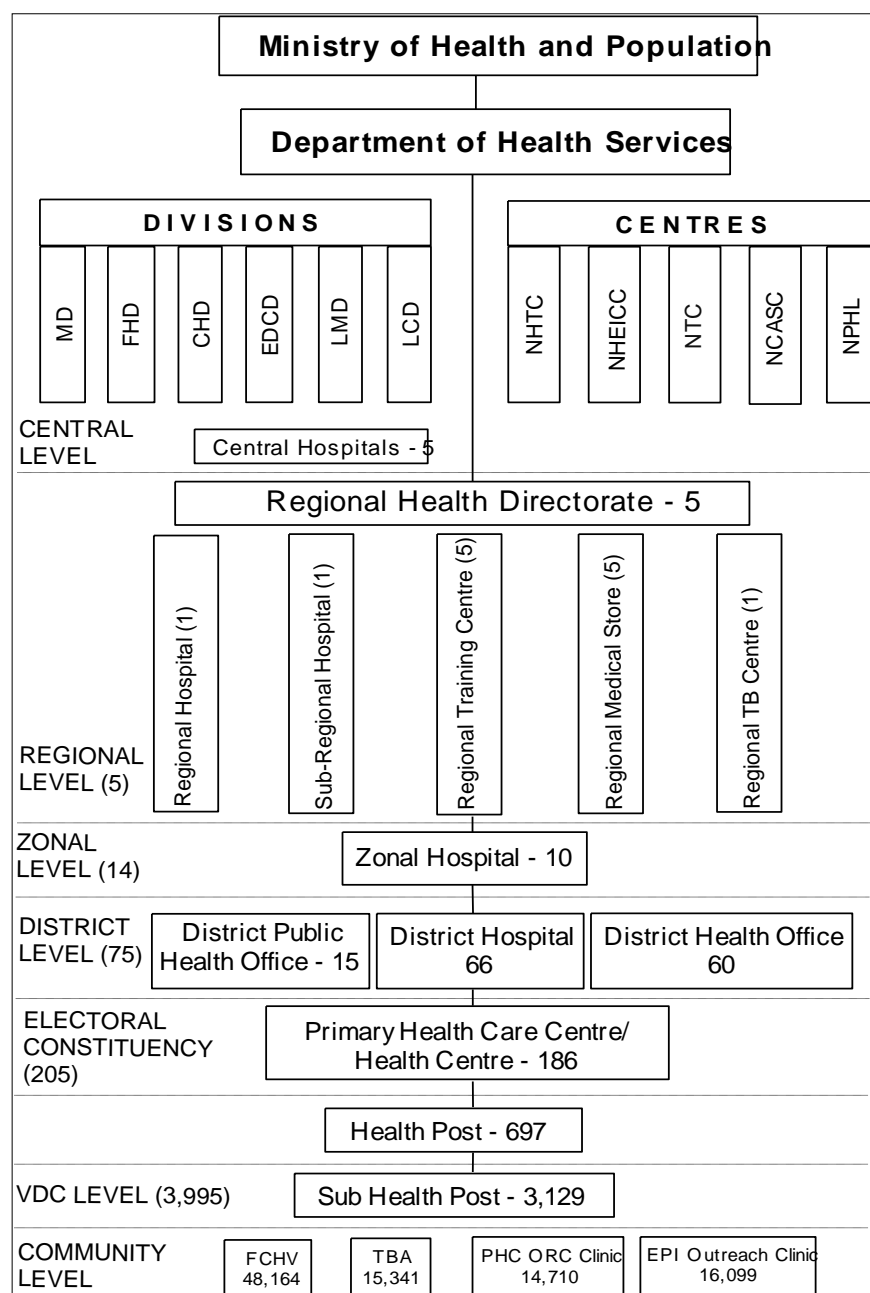 Ministry of Health and Population
Department of Health Services
DIVISIONS
CENTRES
MD
FHD
CHD
EDCD
LMD
LCD
NHTC
NHEICC
NTC
NCASC
NPHL
CENTRAL
LEVEL
Central Hospitals - 5
Regional Health Directorate - 5
Regional Hospital (1)
Sub-Regional Hospital (1)
Regional Training Centre (5)
Regional Medical Store (5)
Regional TB Centre (1)
REGIONAL
LEVEL (5)
ZONAL
LEVEL (14)
Zonal Hospital - 10
DISTRICT
LEVEL (75)
District Public
Health Office - 15
District Hospital
66
District Health Office
60
ELECTORAL
CONSTITUENCY
(205)
Primary Health Care Centre/
Health Centre - 186
Health Post - 697
VDC LEVEL (3,995)
Sub Health Post - 3,129
COMMUNITY
LEVEL
FCHV
48,164
TBA
15,341
PHC ORC Clinic
14,710
EPI Outreach Clinic
16,099